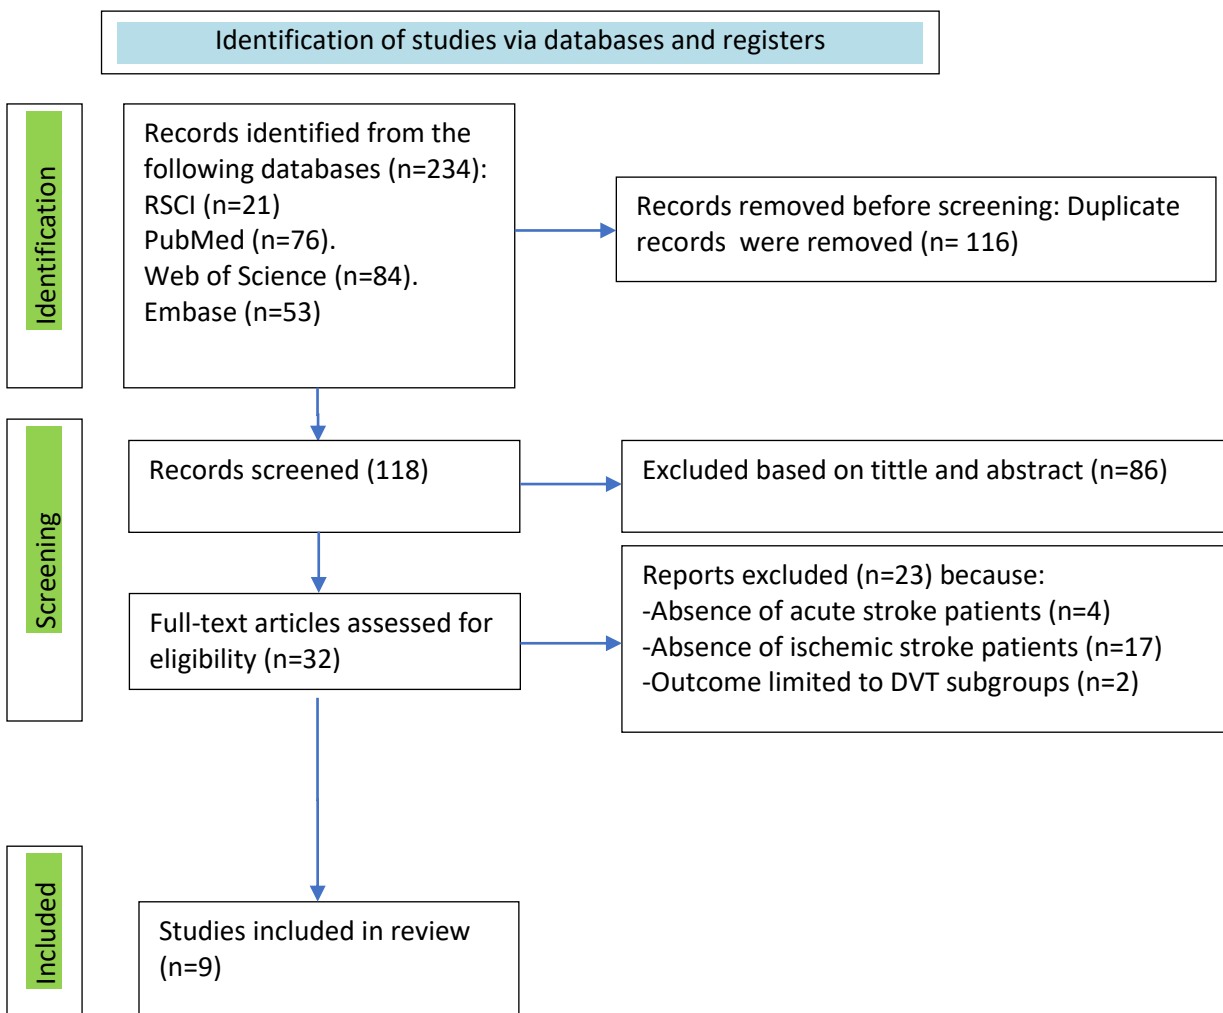 Identification of studies via databases and registers
Identification
Records identified from the
following databases (n=234):
RSCI (n=21)
PubMed (n=76).
Web of Science (n=84).
Embase (n=53)
Records removed before screening: Duplicate
records  were removed (n= 116)
Screening
Records screened (118)
Excluded based on tittle and abstract (n=86)
Full-text articles assessed for
eligibility (n=32)
Reports excluded (n=23) because:
-Absence of acute stroke patients (n=4)
-Absence of ischemic stroke patients (n=17)
-Outcome limited to DVT subgroups (n=2)
Included
Studies included in review
(n=9)